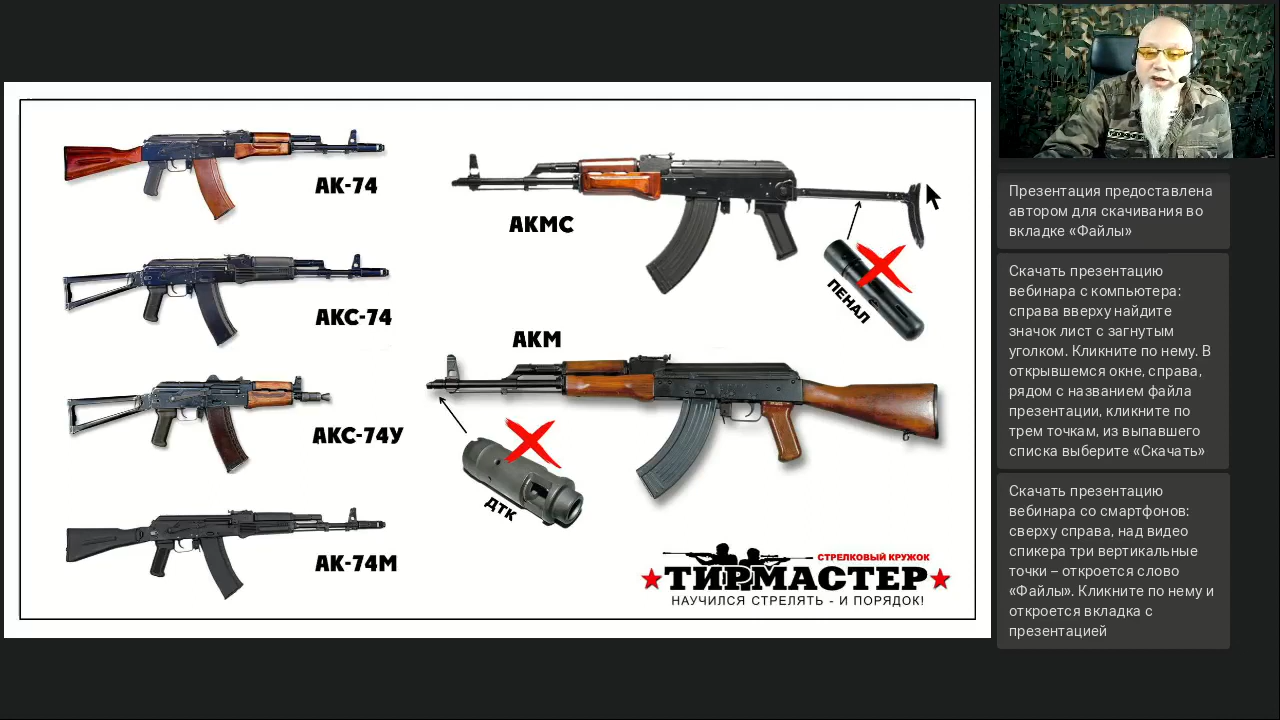 АК-74
АКМС
АКС-74
ПЕНАЛ
АКМ
АКС-74У
ДТК
АК-74М
СТРЕЛКОВЫЙ КРУЖОК
ТИРМАСТЕР
НАУЧИЛСЯ СТРЕЛЯТЬ - И ПОРЯДОК!
Презентация предоставлена
автором для скачивания во
вкладке «Файлы»
Скачать презентацию
вебинара с компьютера:
справа вверху найдите
значок лист с загнутым
уголком. Кликните по нему. В
открывшемся окне, справа,
рядом с названием файла
презентации, кликните по
трем точкам, из выпавшего
списка выберите «Скачать»
Скачать презентацию
вебинара со смартфонов:
сверху справа, над видео
спикера три вертикальные
точки – откроется слово
«Файлы». Кликните по нему и
откроется вкладка с
презентацией